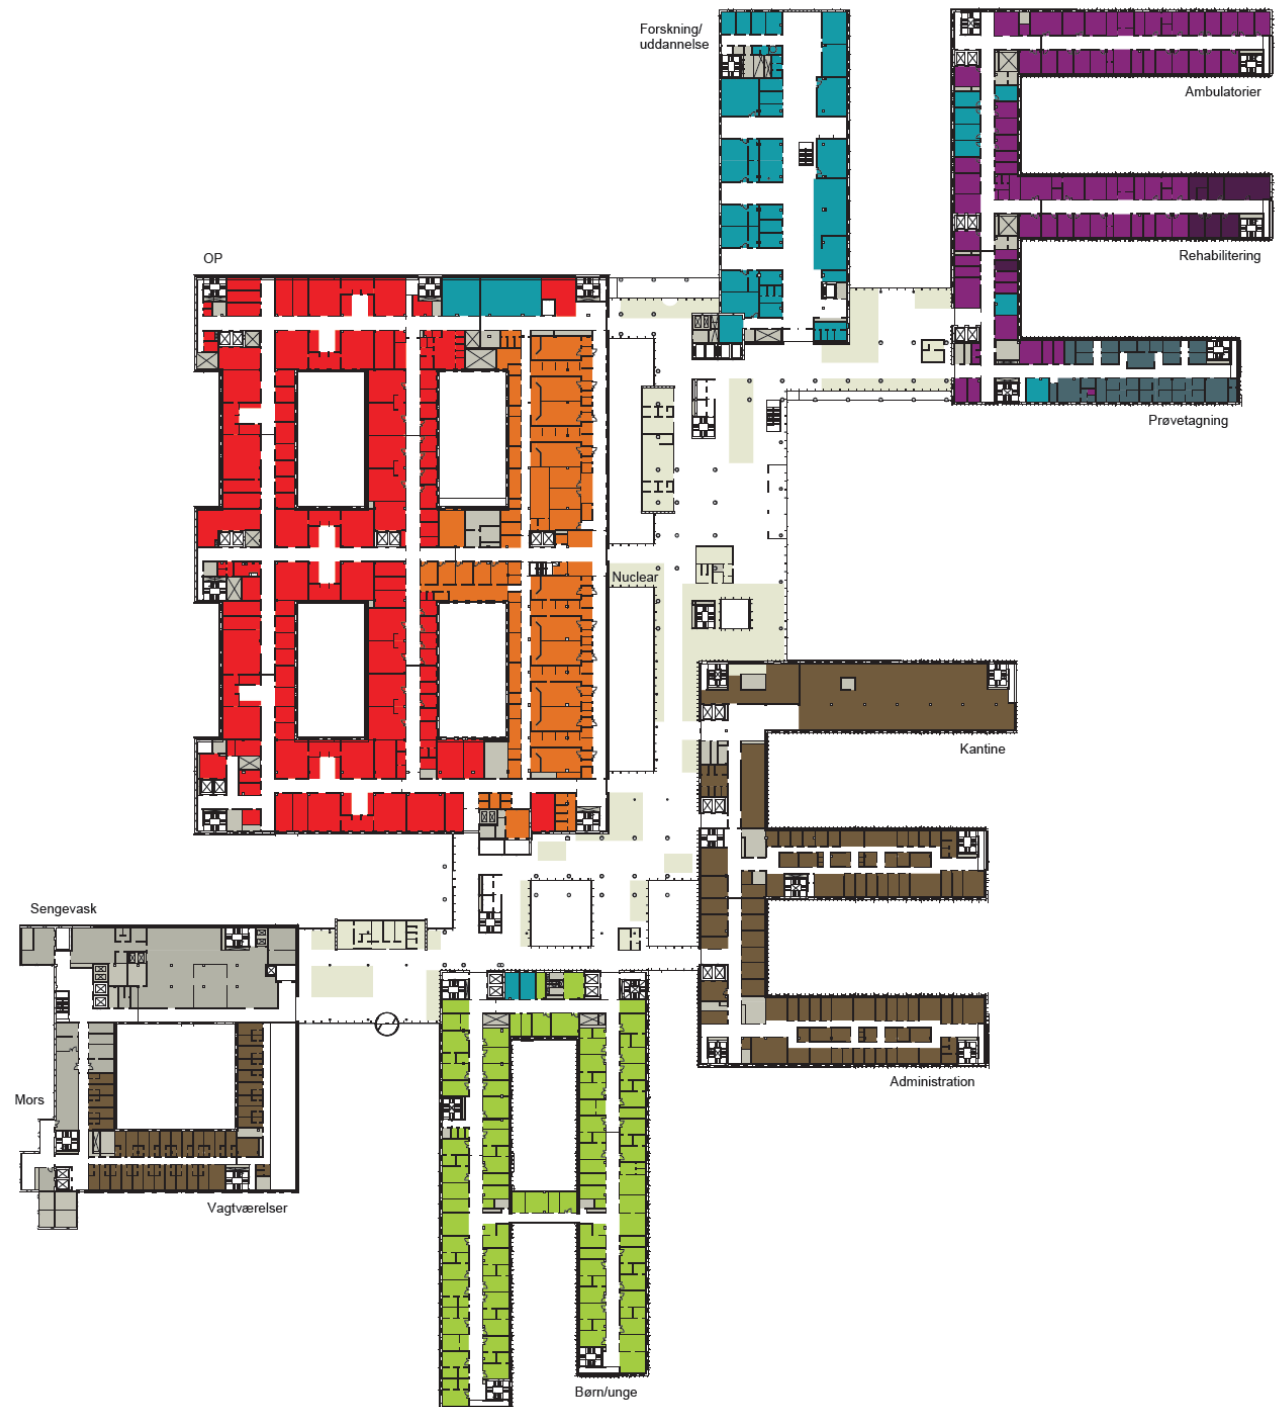 Forskning/
uddannelse
Ambulatorier
OP
Rehabilitering
Prøvetagning
Nuclear
Kantine
Sengevask
Administration
Mors
Vagtværelser
Børn/unge